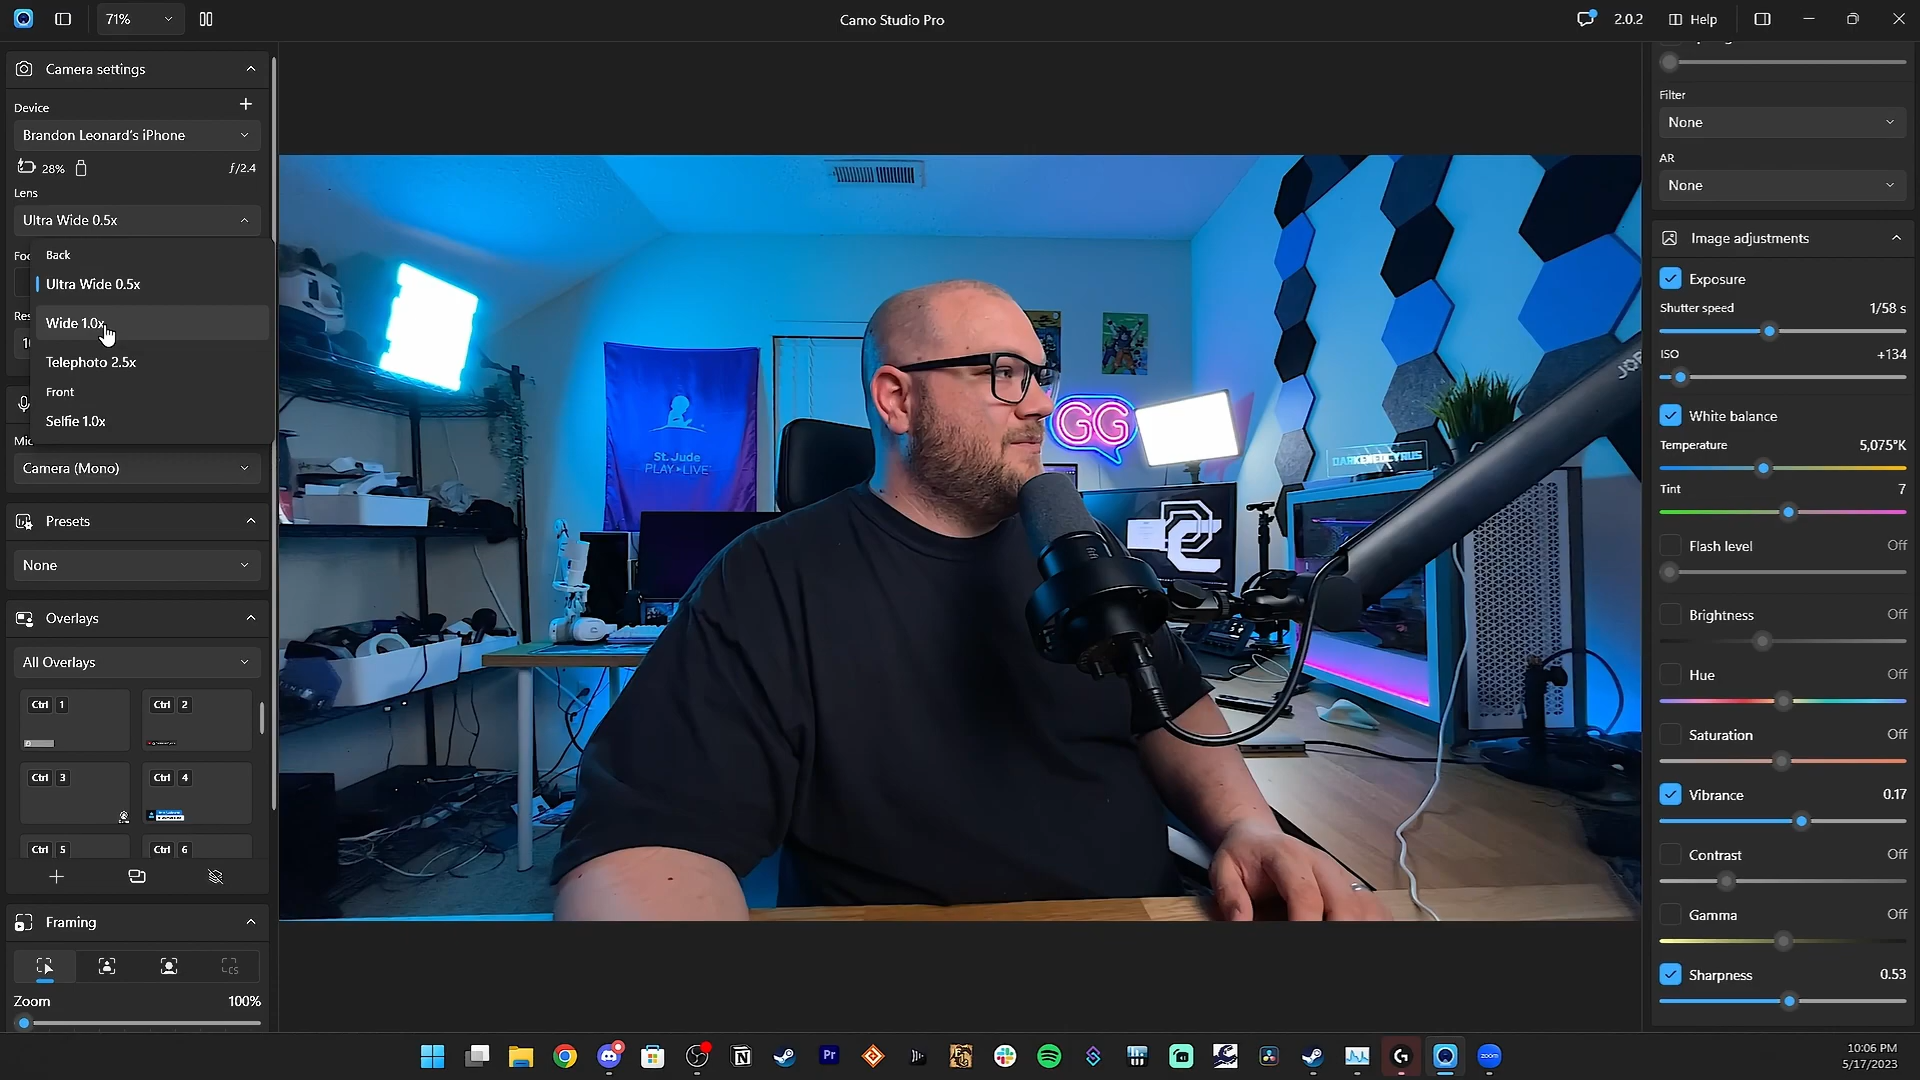 71%
Camo Studio Pro
2.0.2
Help
Camera settings
Device
Brandon Leonard's iPhone
28%
ƒ/2.4
Lens
Ultra Wide 0.5x
Back
Ultra Wide 0.5x
Wide 1.0x
Telephoto 2.5x
Front
Selfie 1.0x
Camera (Mono)
Presets
None
Overlays
All Overlays
Ctrl 1
Ctrl 2
Ctrl 3
Ctrl 4
Ctrl 5
Ctrl 6
Framing
Zoom
100%
St. Jude
PLAY LIVE
GG
DARKENEDCYRUS
Filter
None
AR
None
Image adjustments
Exposure
Shutter speed
1/58 s
ISO
+134
White balance
Temperature
5,075°K
Tint
7
Flash level
Off
Brightness
Off
Hue
Off
Saturation
Off
Vibrance
0.17
Contrast
Off
Gamma
Off
Sharpness
0.53
Pr
zoom
10:06 PM
5/17/2023